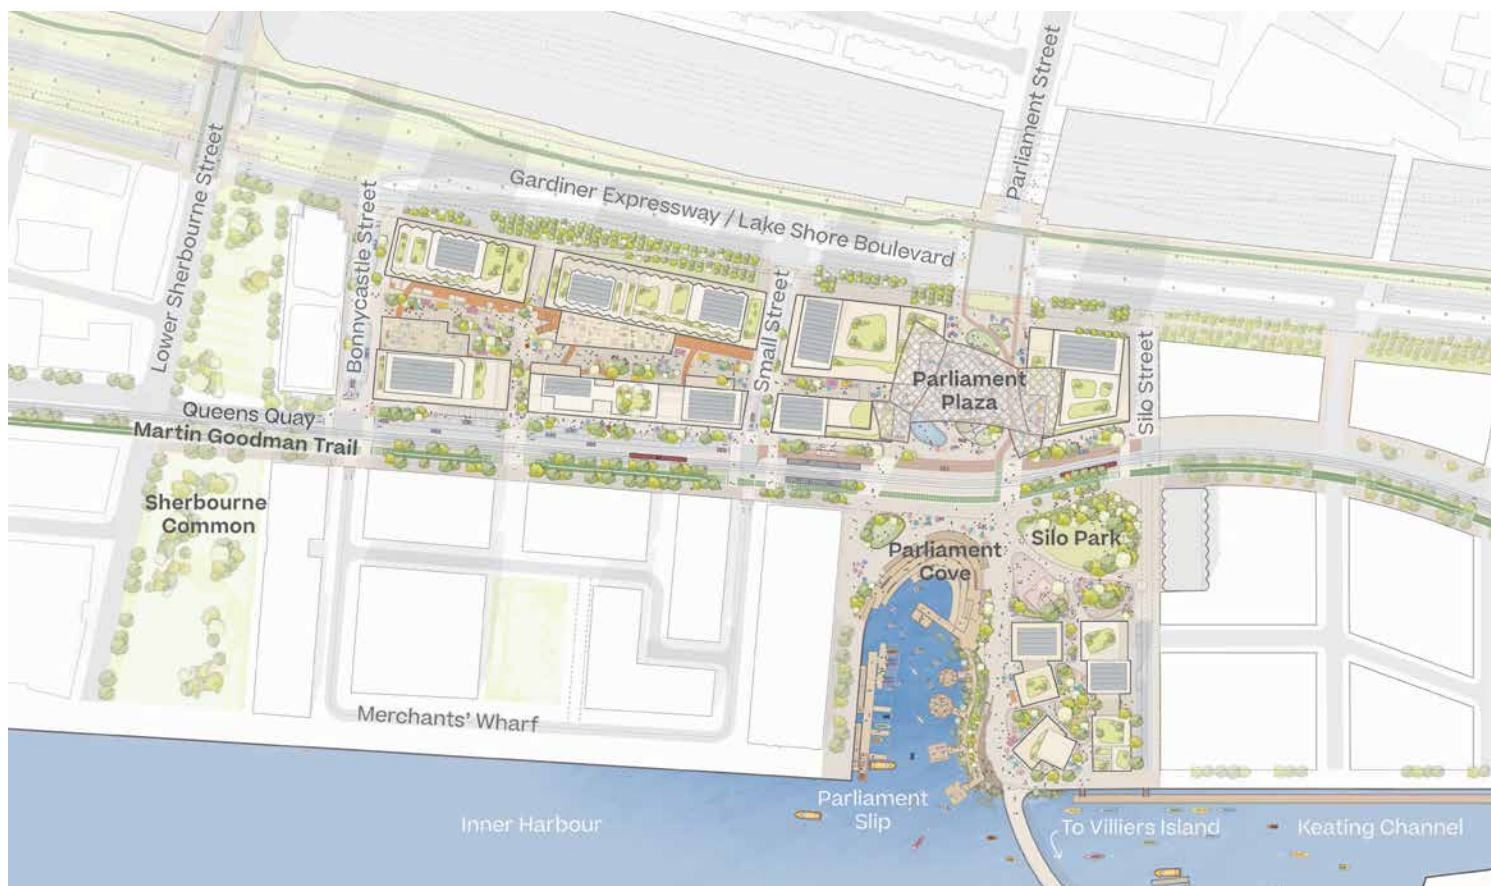 Parliament Street
Parliament Street
Lower Sherbourne Street
Gardiner Expressway / Lake Shore Boulevard
Bonnycastle Street
Small Street
Silo Street
Parliament
Plaza
Queens Quay
Martin Goodman Trail
Sherbourne
Common
Parliament
Cove
Silo Park
Merchants' Wharf
Parliament
Slip
Inner Harbour
To Villiers Island
Keating Channel